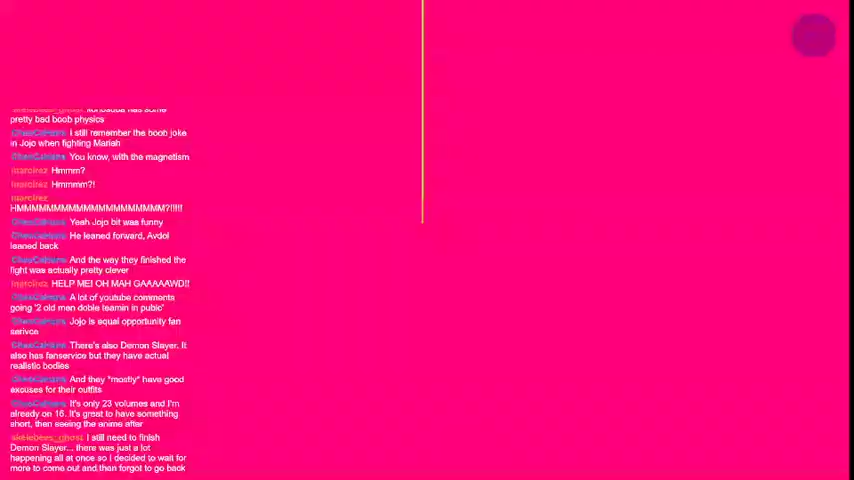 pretty bad boob physics
I still remember the boob joke
in Jojo when fighting Mariah
You know, with the magnetism
marcirez Hmmm?
marcirez Hmmmm?!
marcirez
HMMMMMMMMMMMMMMMMMMMM?!!!!!
Yeah Jojo bit was funny
He leaned forward, Avdol
leaned back
And the way they finished the
fight was actually pretty clever
marcirez HELP ME! OH MAH GAAAAWD!!
A lot of youtube comments
going '2 old men doble teamin in pubic'
Jojo is equal opportunity fan
serivce
There's also Demon Slayer. It
also has fanservice but they have actual
realistic bodies
And they *mostly* have good
excuses for their outfits
It's only 23 volumes and I'm
already on 16. It's great to have something
short, then seeing the anime after
skelebees_ghost I still need to finish
Demon Slayer... there was just a lot
happening all at once so I decided to wait for
more to come out and then forgot to go back